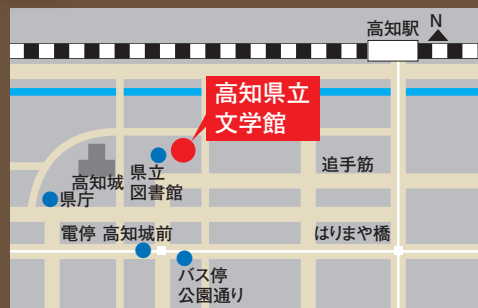 高知駅
N
高知県立
文学館
追手筋
高知城
県立
図書館
県庁
電停 高知城前
はりまや橋
バス停
公園通り